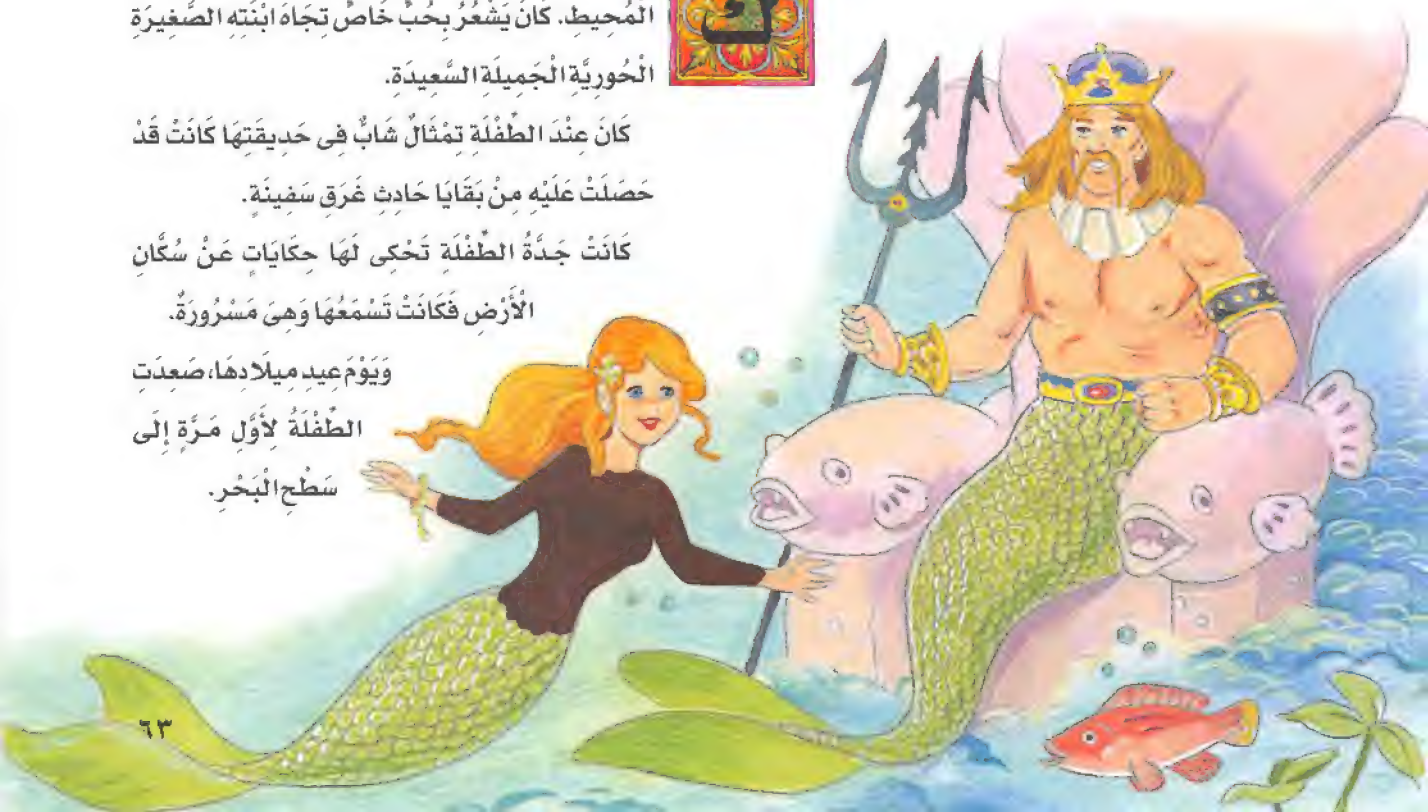 الْمُحِيطِ. كَانَ يَشْعُرُ بِحُبٍّ خَاصٍّ تِجَاهَ ابْنَتِهِ الصَّغِيرَةِ
الْحُورِيَّةِ الْجَمِيلَةِ السَّعِيدَةِ.
كَانَ عِنْدَ الطِّفْلَةِ تِمْثَالٌ شَابٌّ فِى حَدِيقَتِهَا كَانَتْ قَدْ
حَصَلَتْ عَلَيْهِ مِنْ بَقَايَا حَادِثِ غَرَقِ سَفِينَةٍ.
كَانَتْ جَدَّةُ الطِّفْلَةِ تَحْكِى لَهَا حِكَايَاتٍ عَنْ سُكَّانِ
الْأَرْضِ فَكَانَتْ تَسْمَعُهَا وَهِىَ مَسْرُورَةٌ.
وَيَوْمَ عِيدِ مِيلَادِهَا، صَعِدَتِ
الطِّفْلَةُ لِأَوَّلِ مَرَّةٍ إِلَى
سَطْحِ الْبَحْرِ.
٦٣